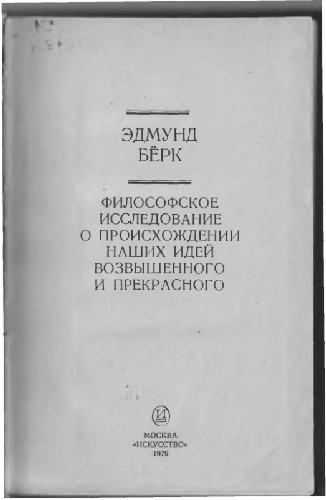 ЭДМУНД
БЁРК
ФИЛОСОФСКОЕ
ИССЛЕДОВАНИЕ
О ПРОИСХОЖДЕНИИ
НАШИХ ИДЕЙ
ВОЗВЫШЕННОГО
И ПРЕКРАСНОГО
МОСКВА
«ИСКУССТВО»
1979